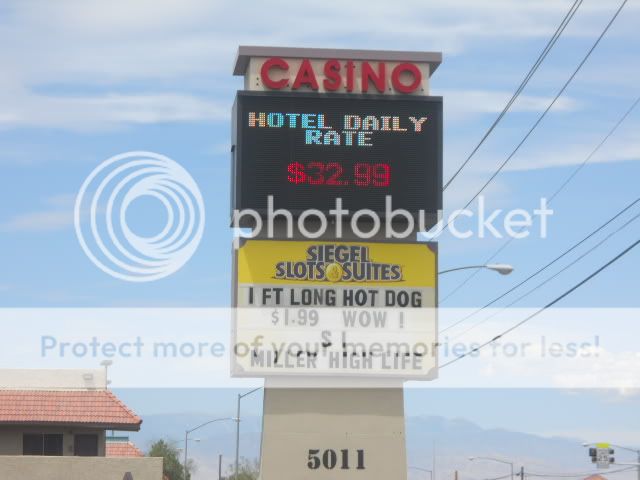 CASINO
HOTEL DAILY
RATE
$32.99
photobucket
SIEGEL
SLOTS & SUITES
1 FT LONG HOT DOG
$1.99 WOW !
Protect more of your memories for less!
$1
MILLER HIGH LIFE
5011